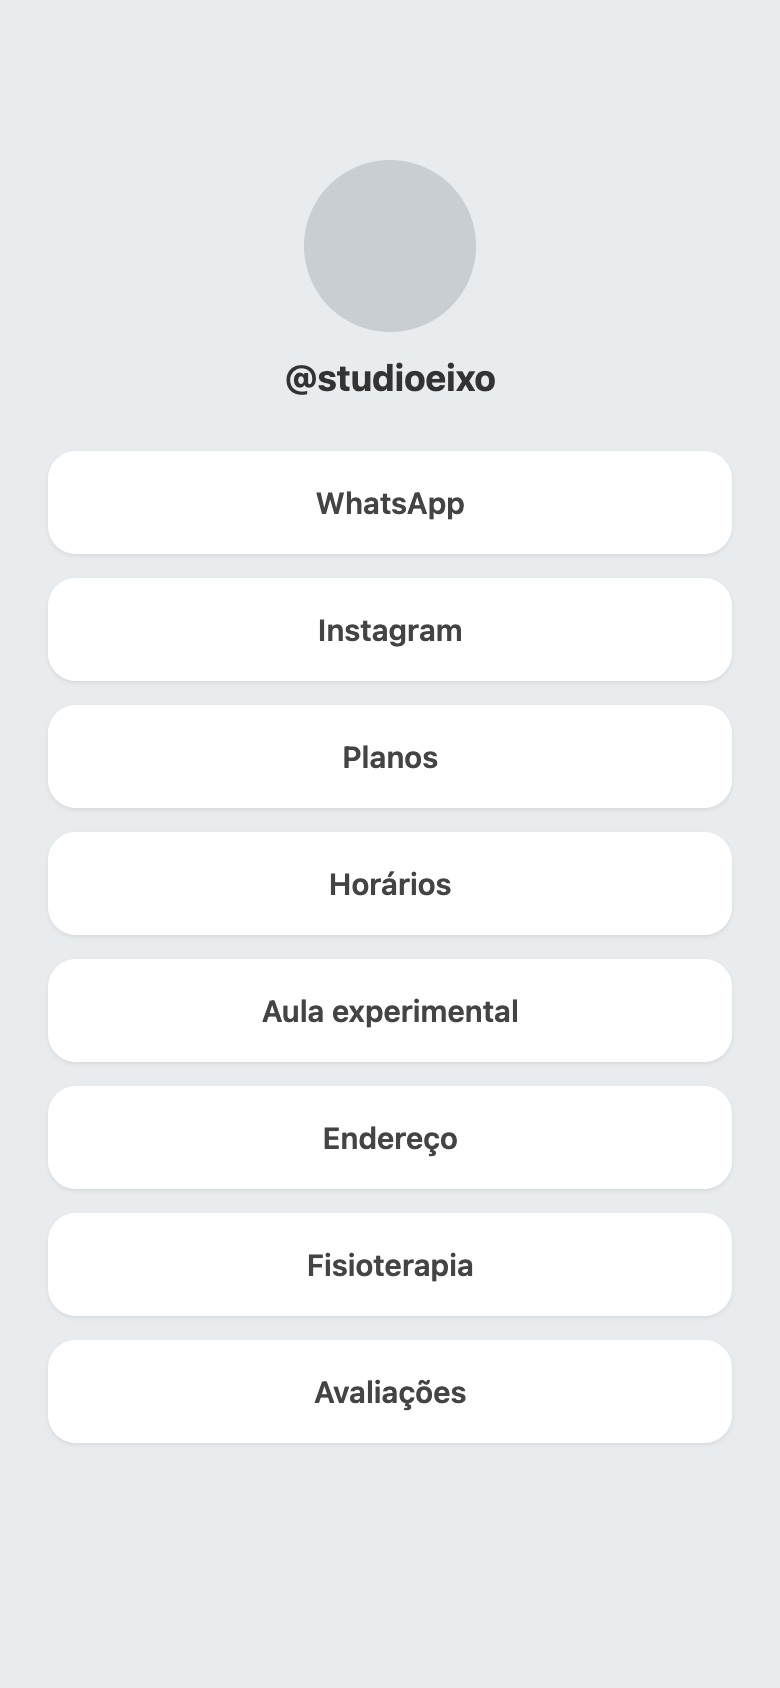 @studioeixo
WhatsApp
Instagram
Planos
Horários
Aula experimental
Endereço
Fisioterapia
Avaliações